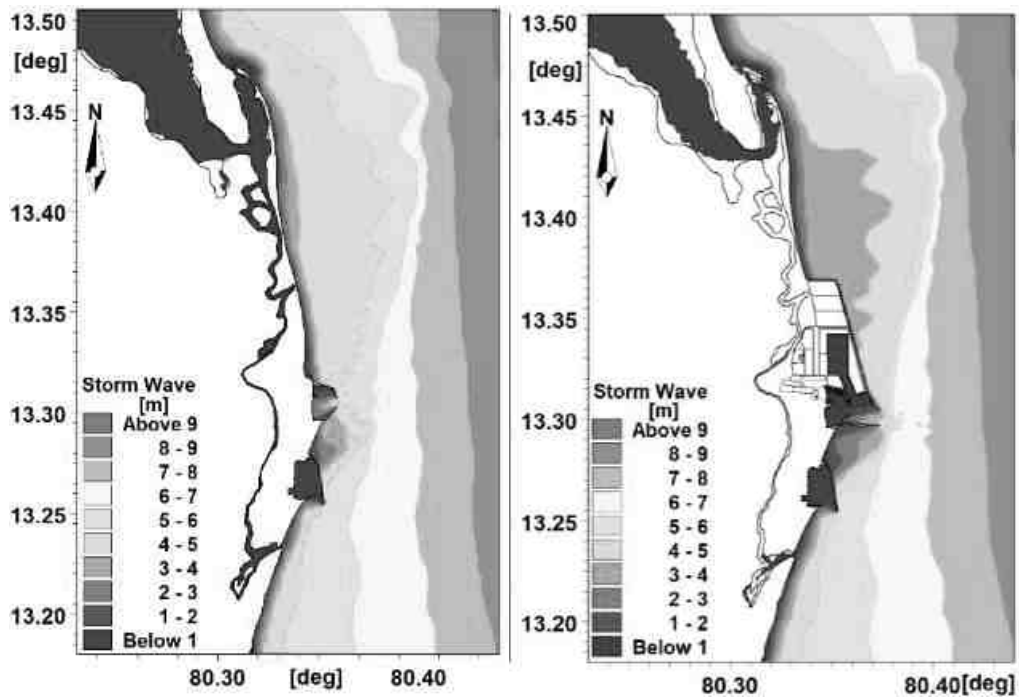 13.50
[deg]
13.45
N
13.40
13.35
Storm Wave
[m]
13.30
Above 9
8 - 9
7 - 8
6 - 7
13.25
5 - 6
4 - 5
3 - 4
2 - 3
13.20
1 - 2
Below 1
80.30
[deg]
80.40
13.50
[deg]
13.45
N
13.40
13.35
Storm Wave
[m]
13.30
Above 9
8 - 9
7 - 8
6 - 7
13.25
5 - 6
4 - 5
3 - 4
2 - 3
13.20
1 - 2
Below 1
80.30
80.40[deg]